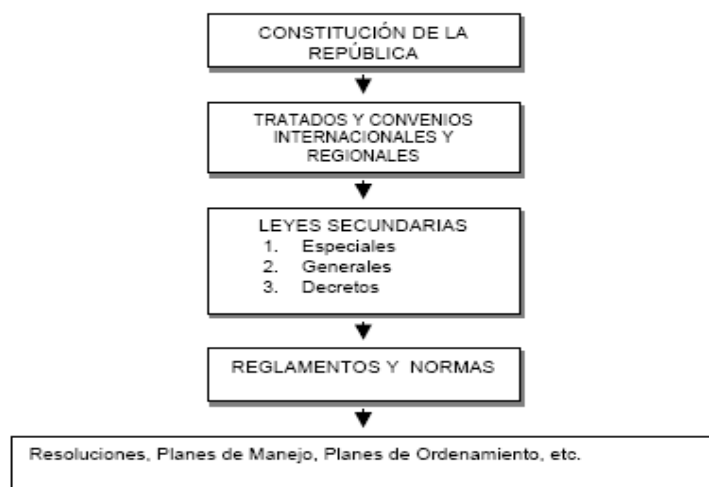 CONSTITUCIÓN DE LA
REPÚBLICA
TRATADOS Y CONVENIOS
INTERNACIONALES Y
REGIONALES
LEYES SECUNDARIAS
1. Especiales
2. Generales
3. Decretos
REGLAMENTOS Y NORMAS
Resoluciones, Planes de Manejo, Planes de Ordenamiento, etc.